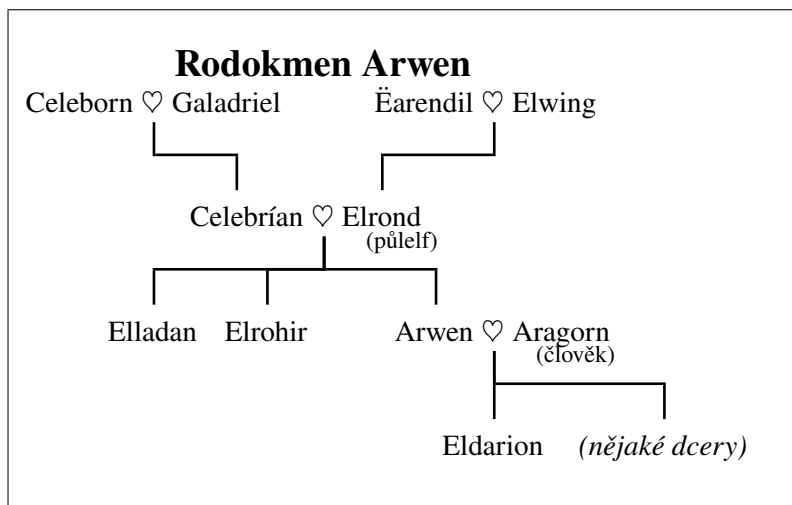 Rodokmen Arwen
Celeborn ♡ Galadriel Ëarendil ♡ Elwing
Celebrían ♡ Elrond
(půlelf)
Elladan Elrohir Arwen ♡ Aragorn
(člověk)
Eldarion (nějaké dcery)